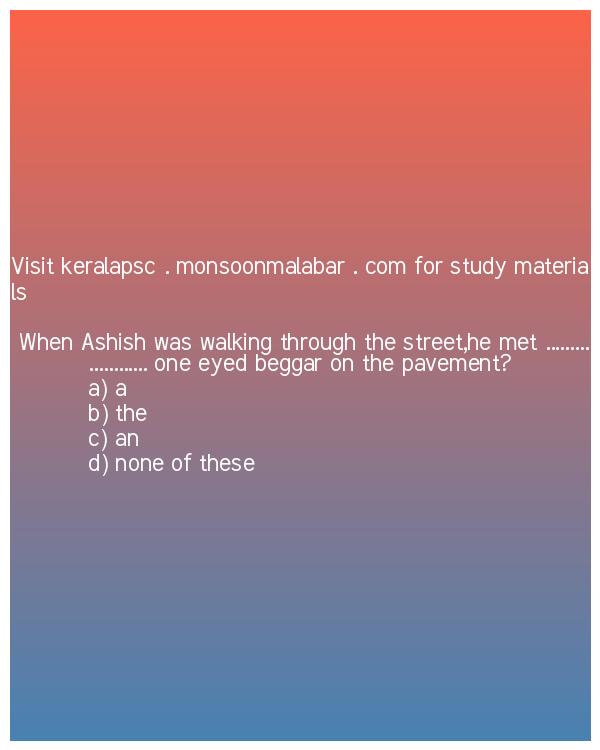 Visit keralapsc . monsoonmalabar . com for study materia
ls
When Ashish was walking through the street,he met .........
............ one eyed beggar on the pavement?
a) a
b) the
c) an
d) none of these